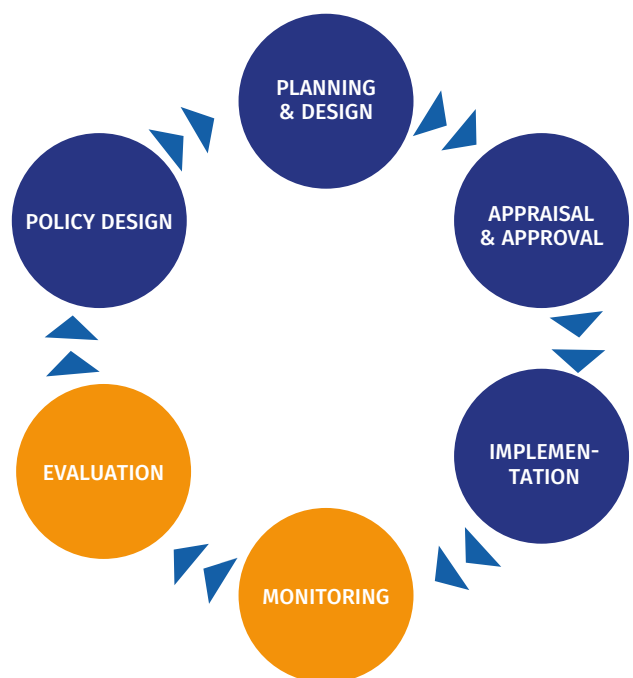 PLANNING
& DESIGN
APPRAISAL
& APPROVAL
IMPLEMEN-
TATION
MONITORING
EVALUATION
POLICY DESIGN